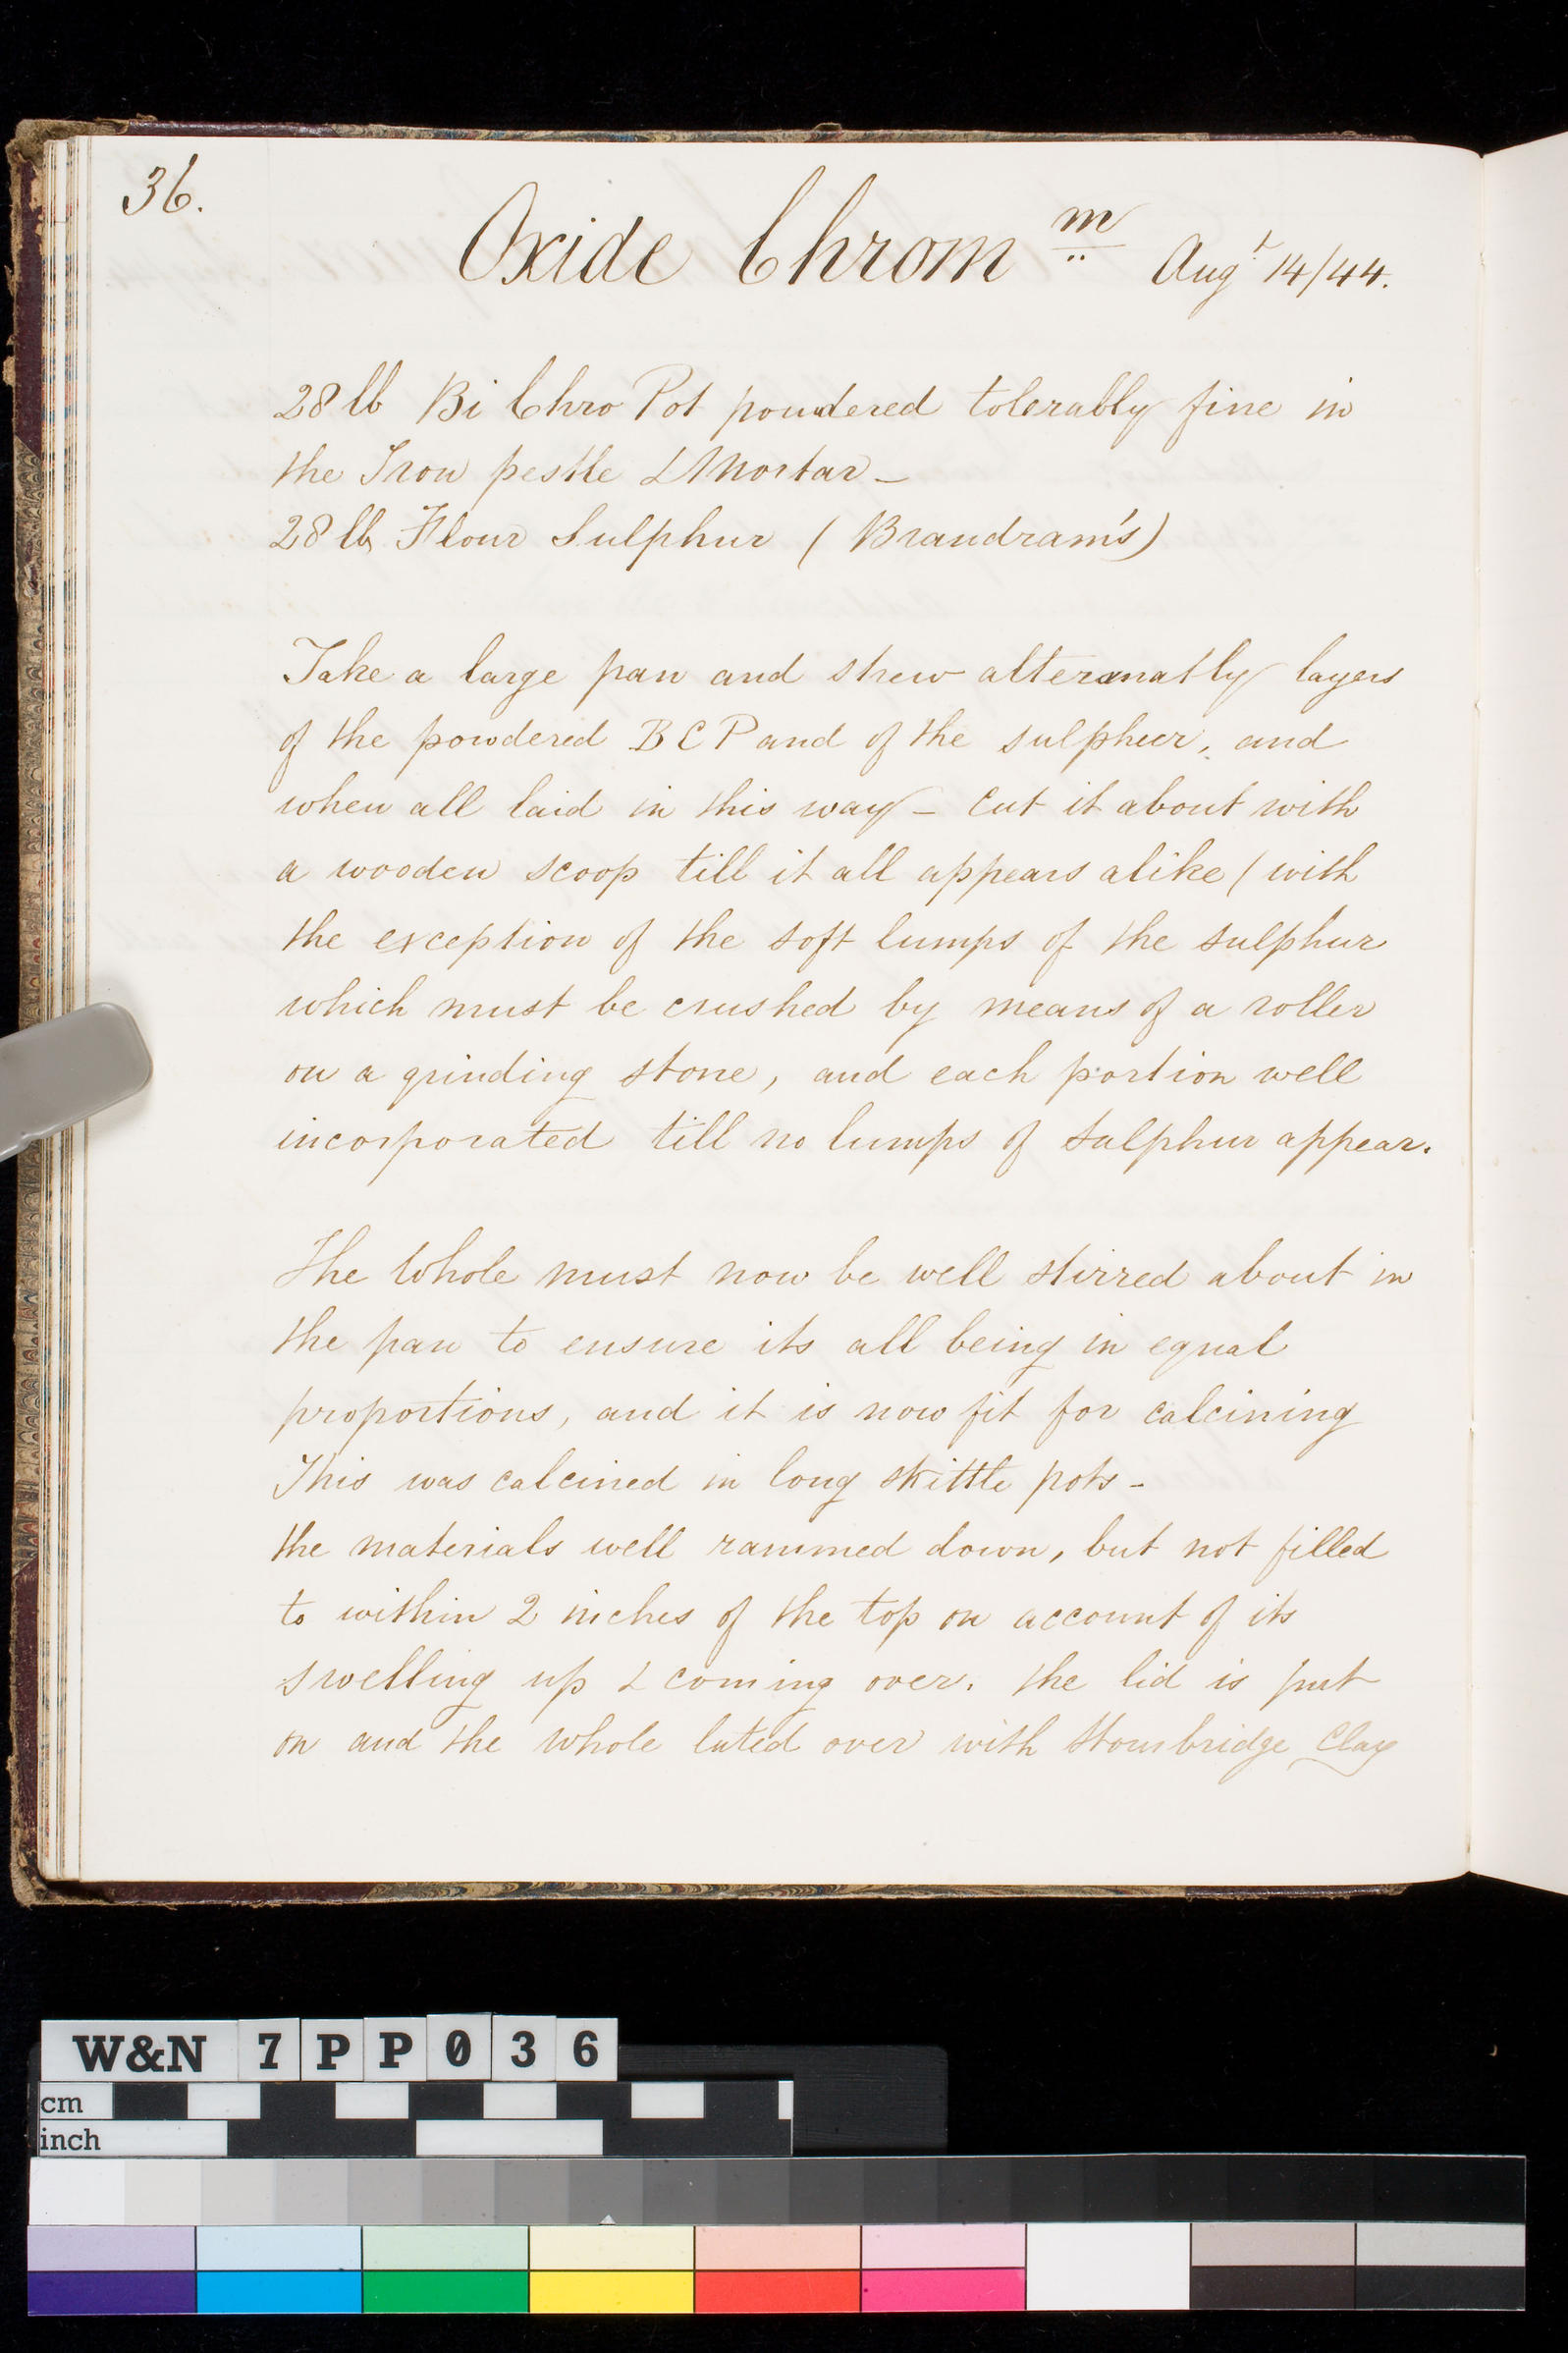 36.
Oxide Chrom m Augt 14/44.
28 lb Bi Chro Pot powdered tolerably fine in
the Iron pestle & Mortar –
28 lb Flour Sulphur ( Brandram's)
Take a large pan and strew alternatly layers
of the powdered B C P and of the sulphur, and
when all laid in this way – cut it about with
a wooden scoop till it all appears alike ( with
the exception of the soft lumps of the sulphur
which must be crushed by means of a roller
on a grinding stone, and each portion well
incorporated till no lumps of sulphur appear.
The whole must now be well stirred about in
the pan to ensure its all being in equal
proportions, and it is now fit for calcining
This was calcined in long skittle pots –
the materials well rammed down, but not filled
to within 2 inches of the top on account of its
swelling up & coming over. the lid is put
on and the whole luted over with Stourbridge Clay
W&N 7PP036
cm
inch